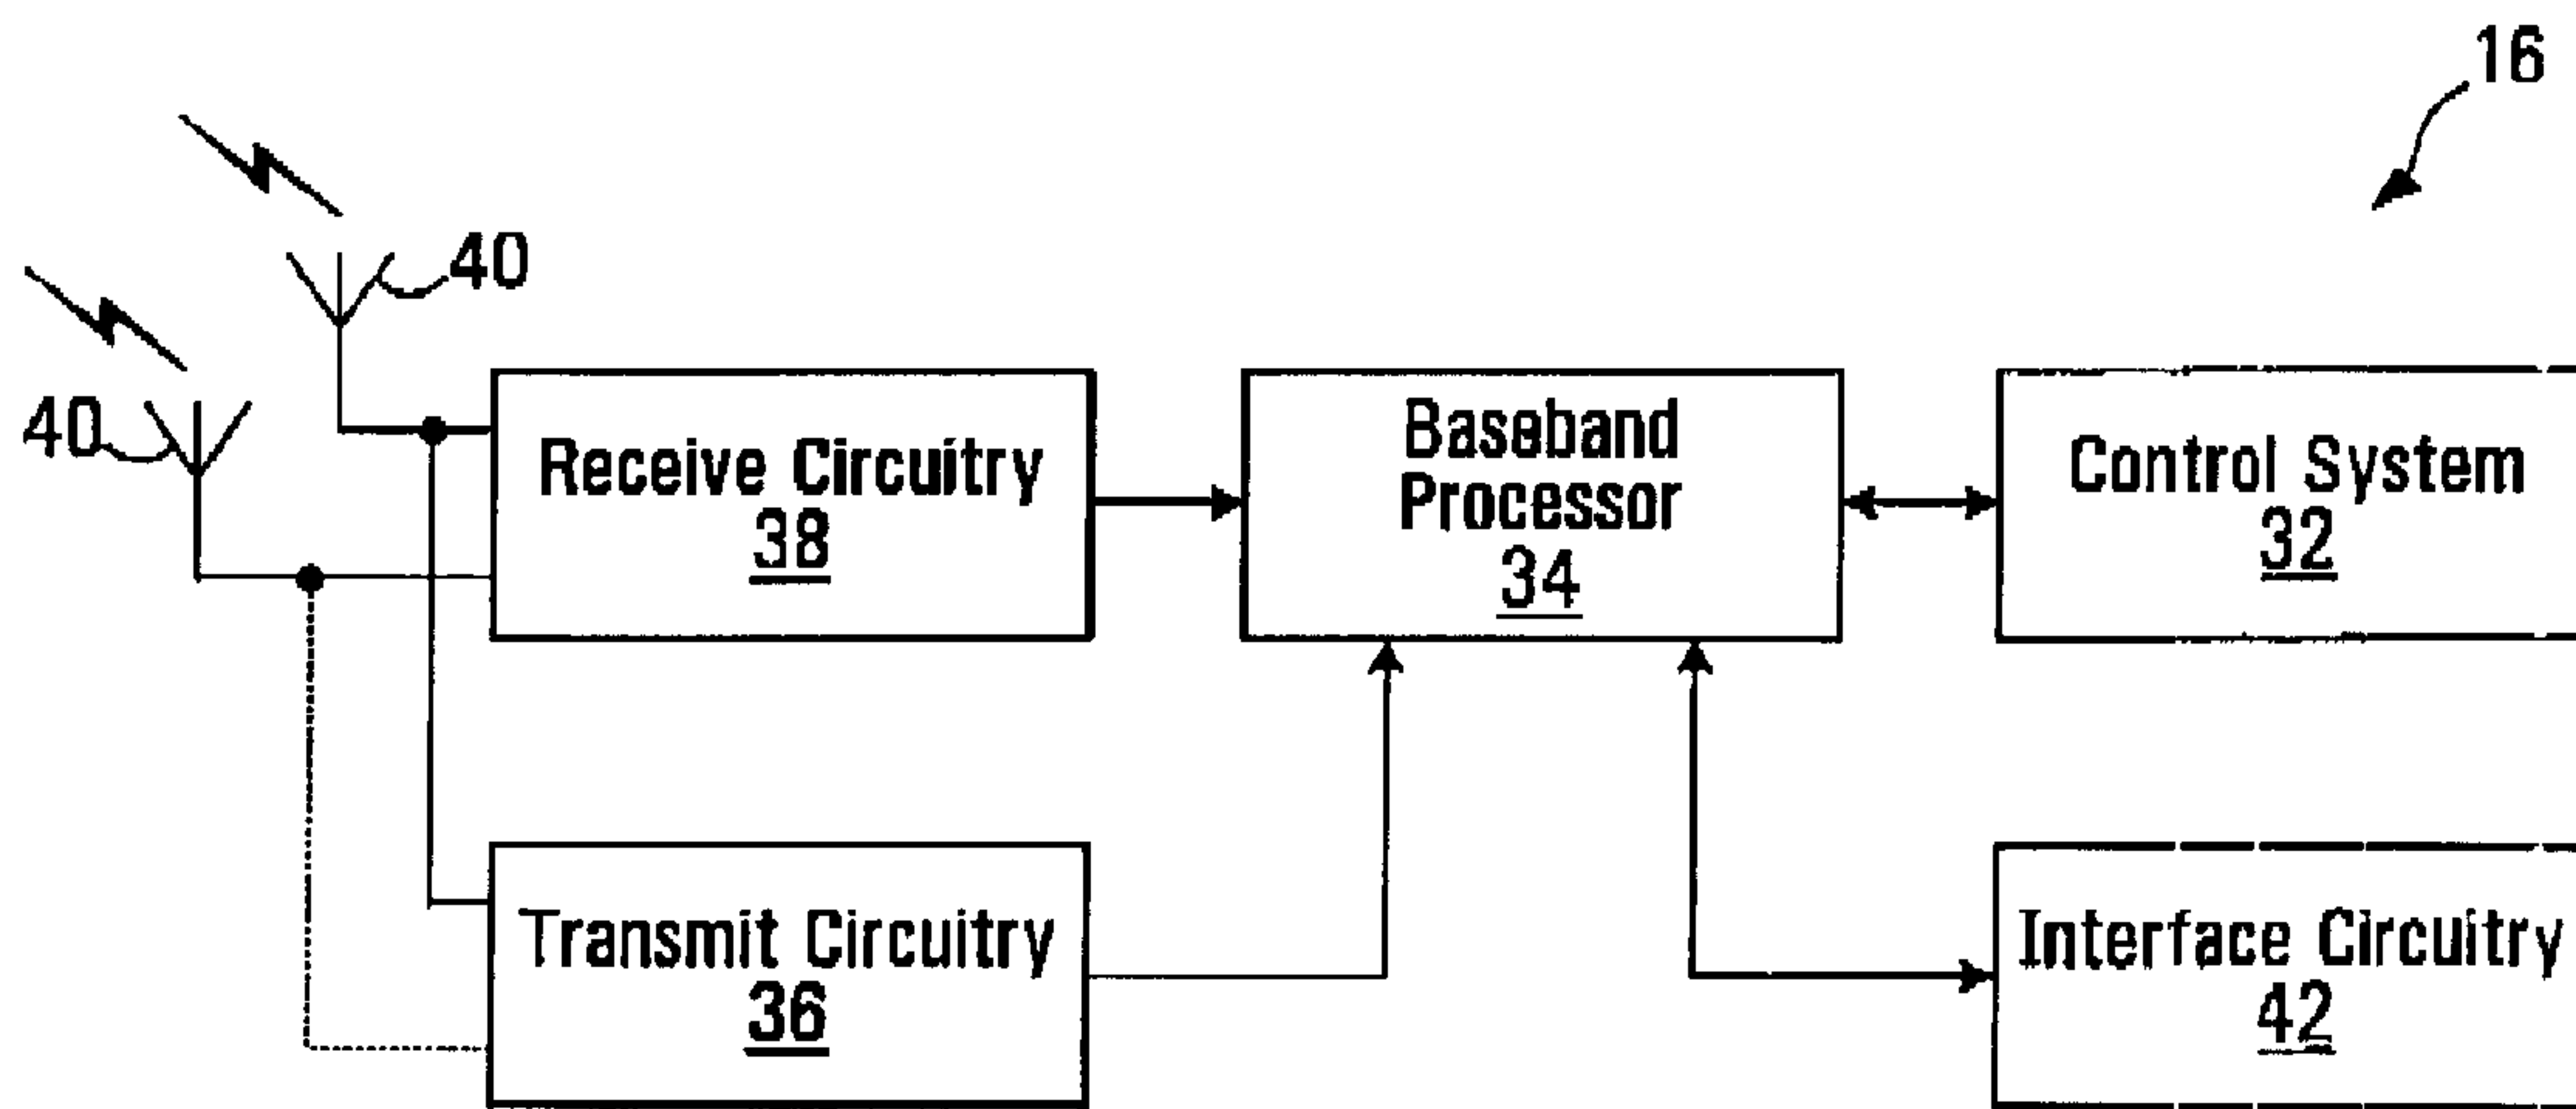 16
40
40
Receive Circuitry
38
Baseband
Processor
34
Control System
32
Transmit Circuitry
36
Interface Circuitry
42